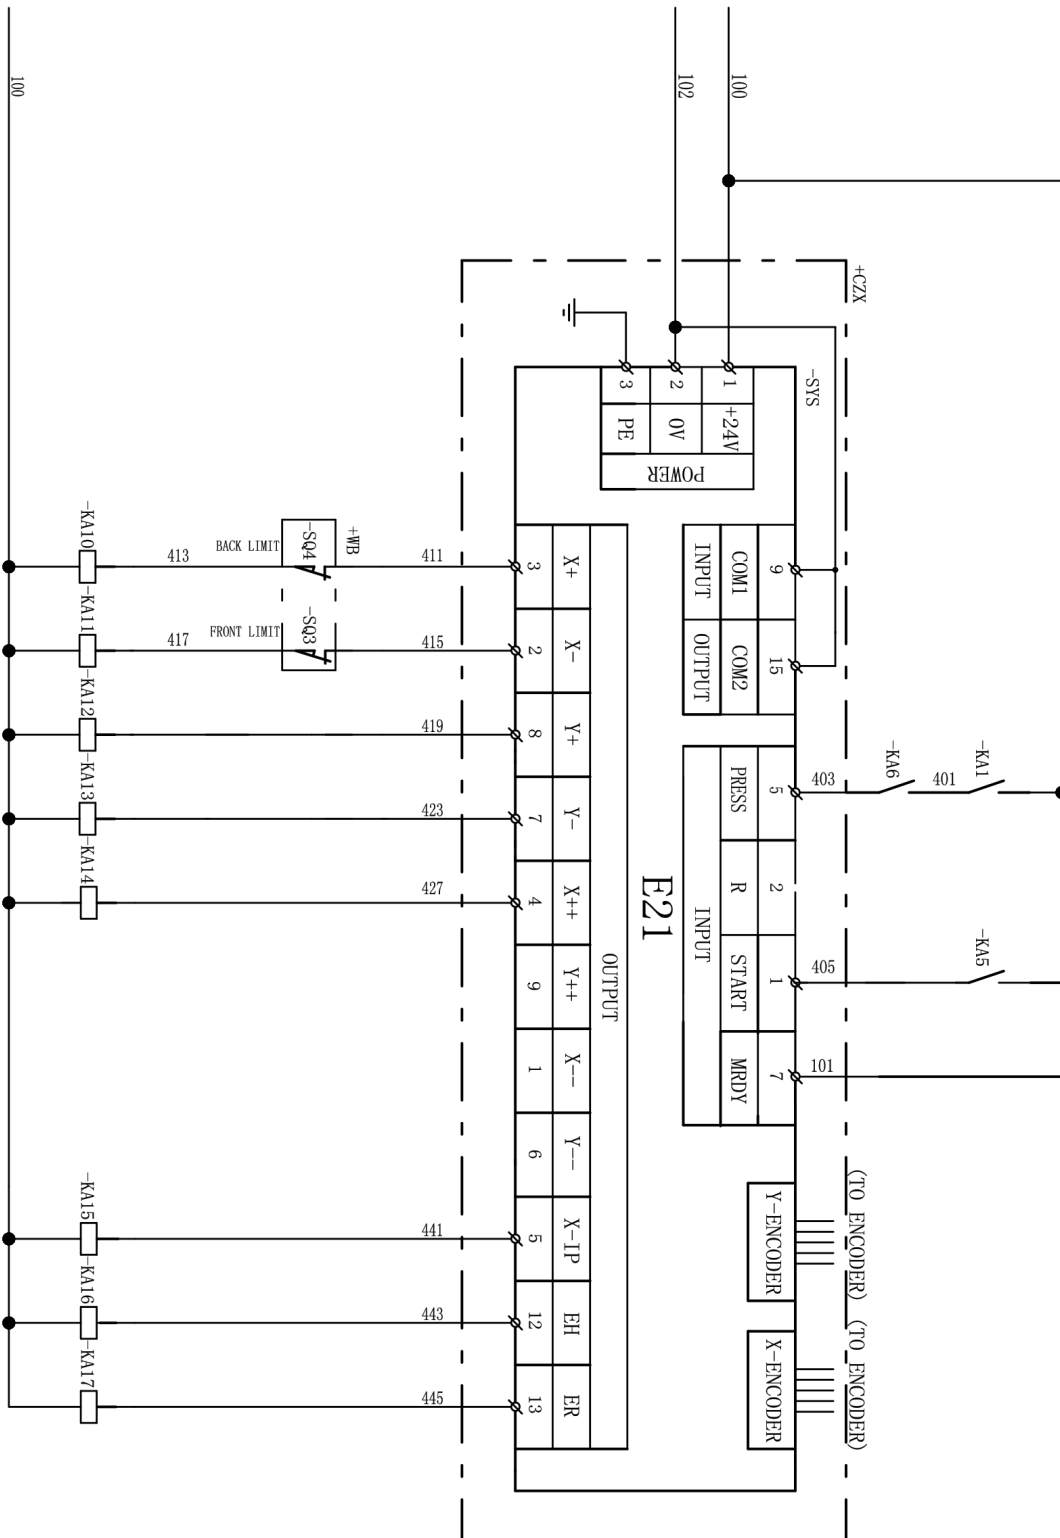 100
102
100
+CZX
-SYS
1
2
3
+24V
0V
PE
POWER
9
15
COM1
COM2
INPUT
OUTPUT
5
2
1
7
PRESS
R
START
MRDY
INPUT
403
-KA6
401
-KA1
405
-KA5
101
E21
Y-ENCODER
(TO ENCODER)
X-ENCODER
(TO ENCODER)
OUTPUT
X+
X-
Y+
Y-
X++
Y++
X--
Y--
X-IP
EH
ER
3
2
8
7
4
9
1
6
5
12
13
+WB
-SQ4
-SQ3
-KA10
413
BACK LIMIT
411
-KA11
417
FRONT LIMIT
415
-KA12
419
-KA13
423
-KA14
427
-KA15
441
-KA16
443
-KA17
445